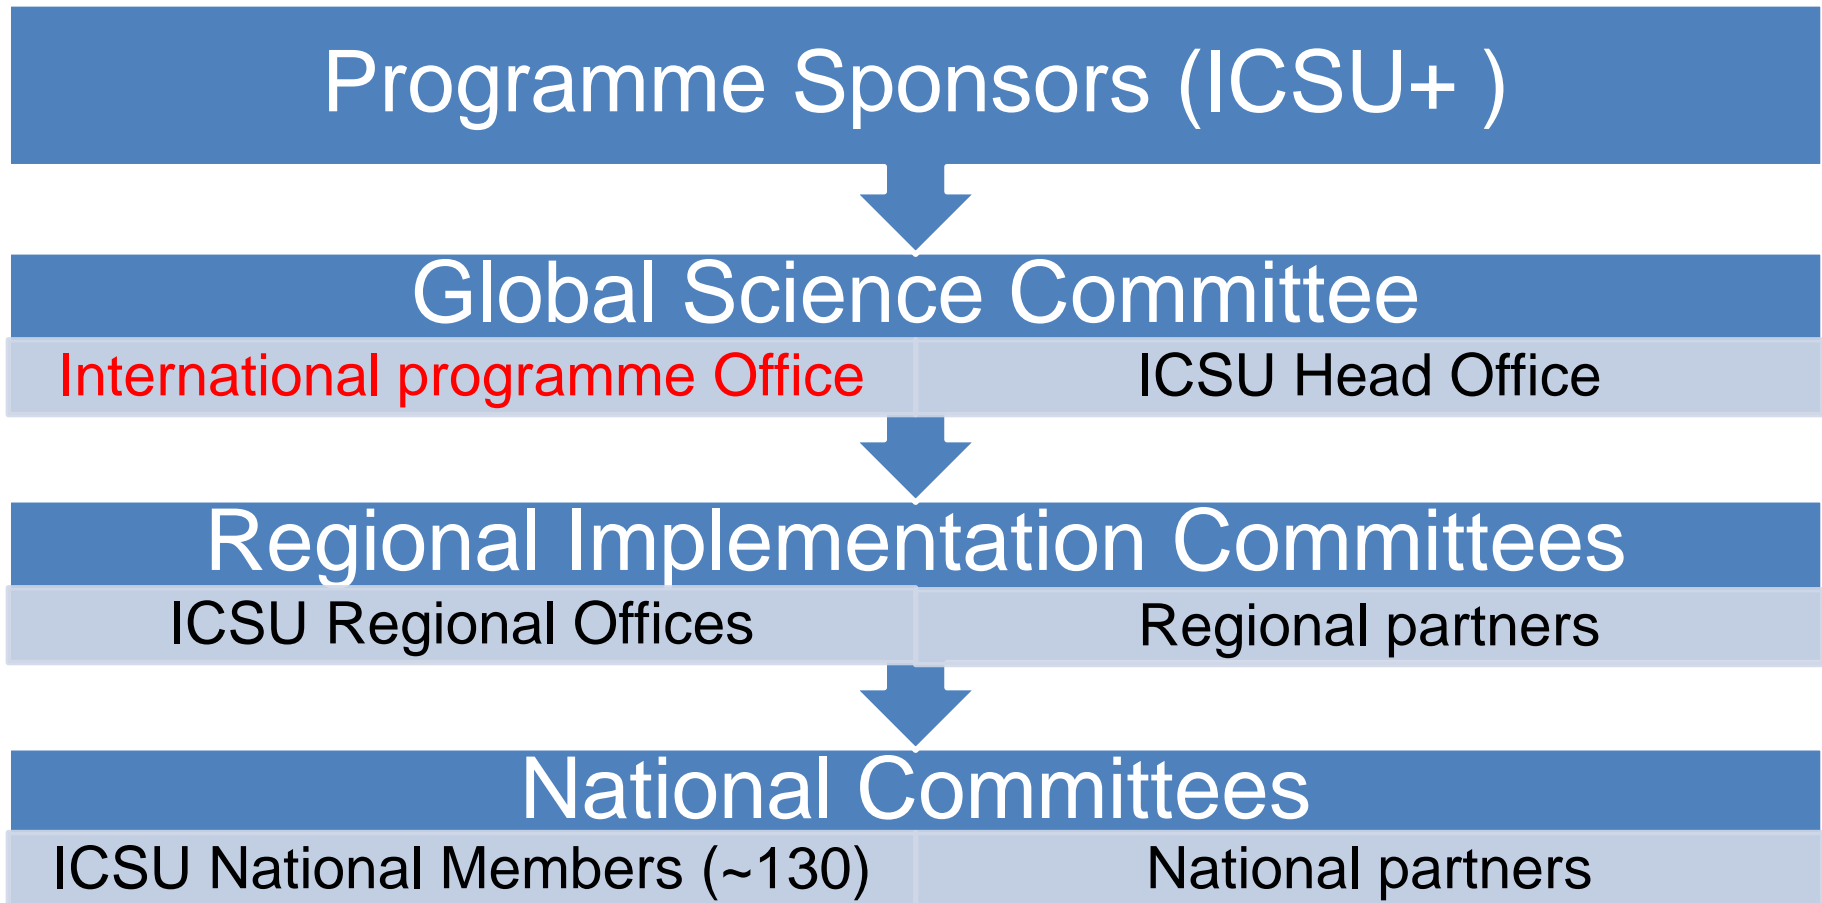 Programme Sponsors (ICSU+ )
Global Science Committee
International programme Office
ICSU Head Office
Regional Implementation Committees
ICSU Regional Offices
Regional partners
National Committees
ICSU National Members (~130)
National partners